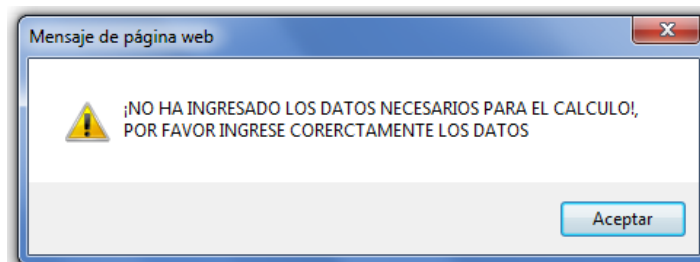 Mensaje de página web
¡NO HA INGRESADO LOS DATOS NECESARIOS PARA EL CALCULO!,
POR FAVOR INGRESE CORERCTAMENTE LOS DATOS
Aceptar